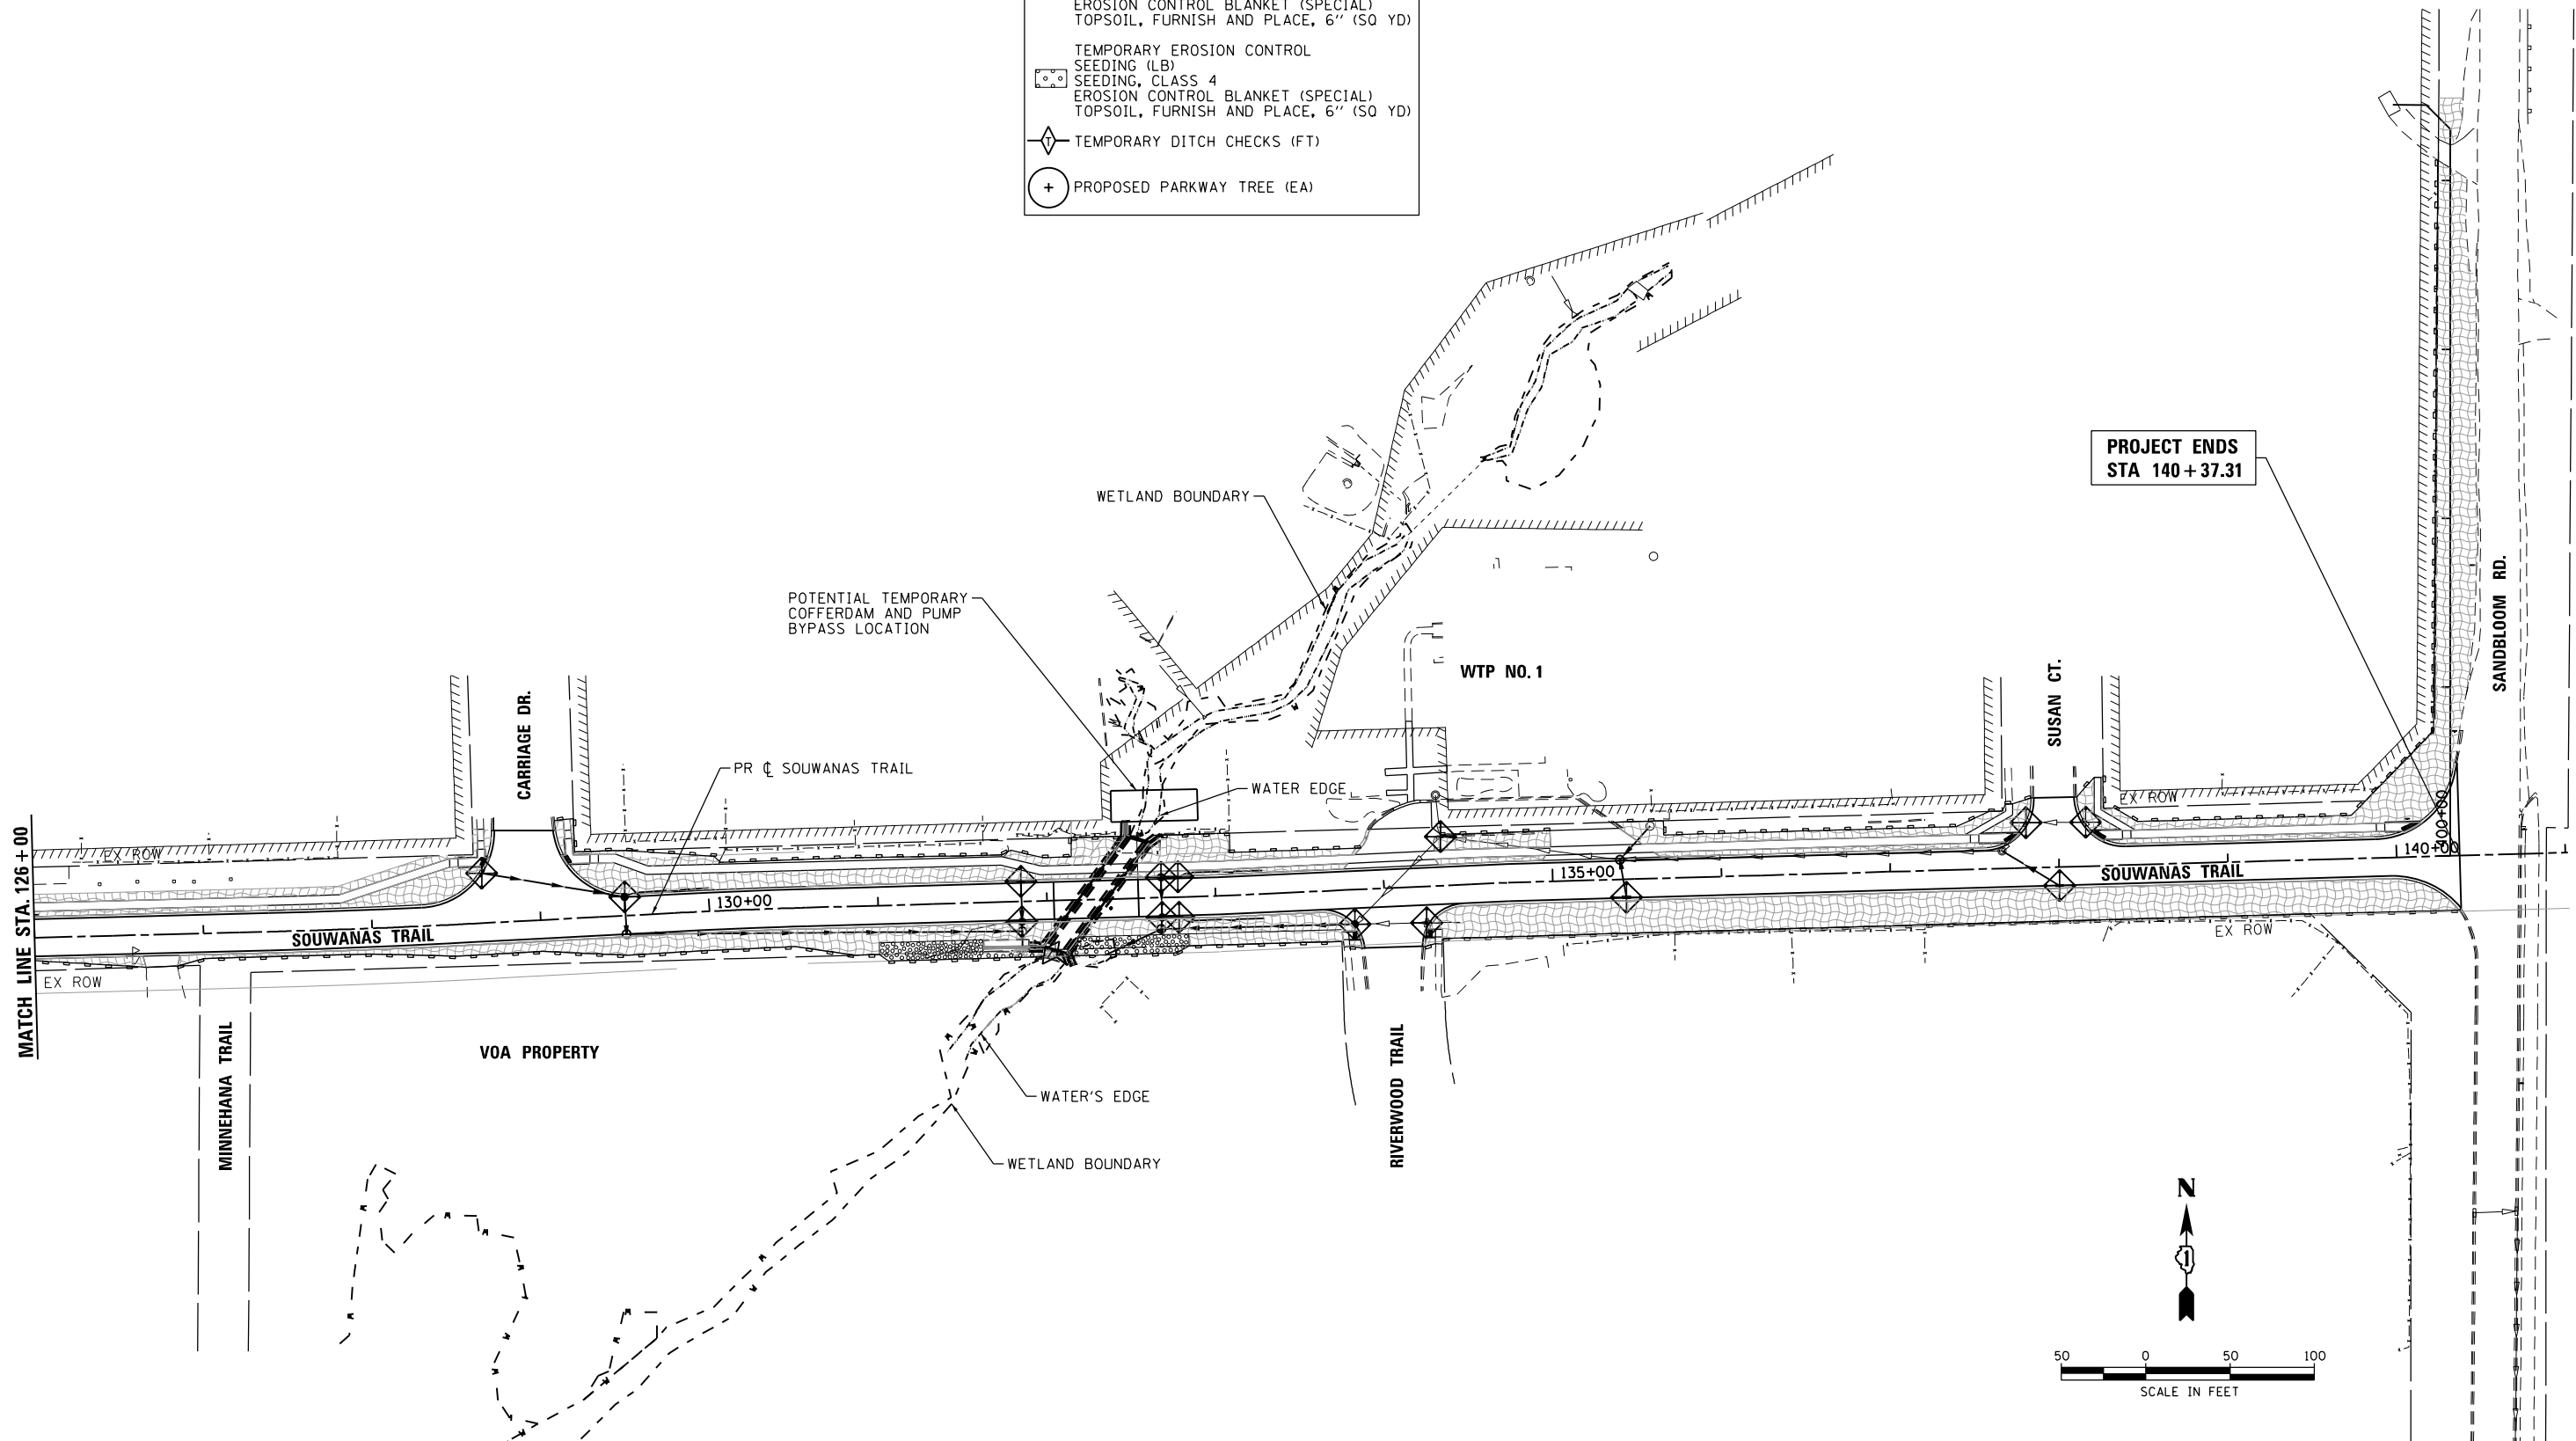 EROSION CONTROL BLANKET (SPECIAL)
TOPSOIL, FURNISH AND PLACE, 6" (SQ YD)
TEMPORARY EROSION CONTROL
SEEDING (LB)
SEEDING, CLASS 4
EROSION CONTROL BLANKET (SPECIAL)
TOPSOIL, FURNISH AND PLACE, 6" (SQ YD)
T
TEMPORARY DITCH CHECKS (FT)
PROPOSED PARKWAY TREE (EA)
PROJECT ENDS
STA 140+37.31
WETLAND BOUNDARY
SANDBLOOM RD.
POTENTIAL TEMPORARY
COFFERDAM AND PUMP
BYPASS LOCATION
WTP NO. 1
CARRIAGE DR.
SUSAN CT.
PR ℄ SOUWANAS TRAIL
WATER EDGE
EX ROW
EX ROW
100+00
140+00
135+00
SOUWANAS TRAIL
130+00
SOUWANAS TRAIL
MATCH LINE STA. 126+00
EX ROW
EX ROW
VOA PROPERTY
MINNEHANA TRAIL
RIVERWOOD TRAIL
WATER'S EDGE
WETLAND BOUNDARY
N
1
50 0 50 100
SCALE IN FEET